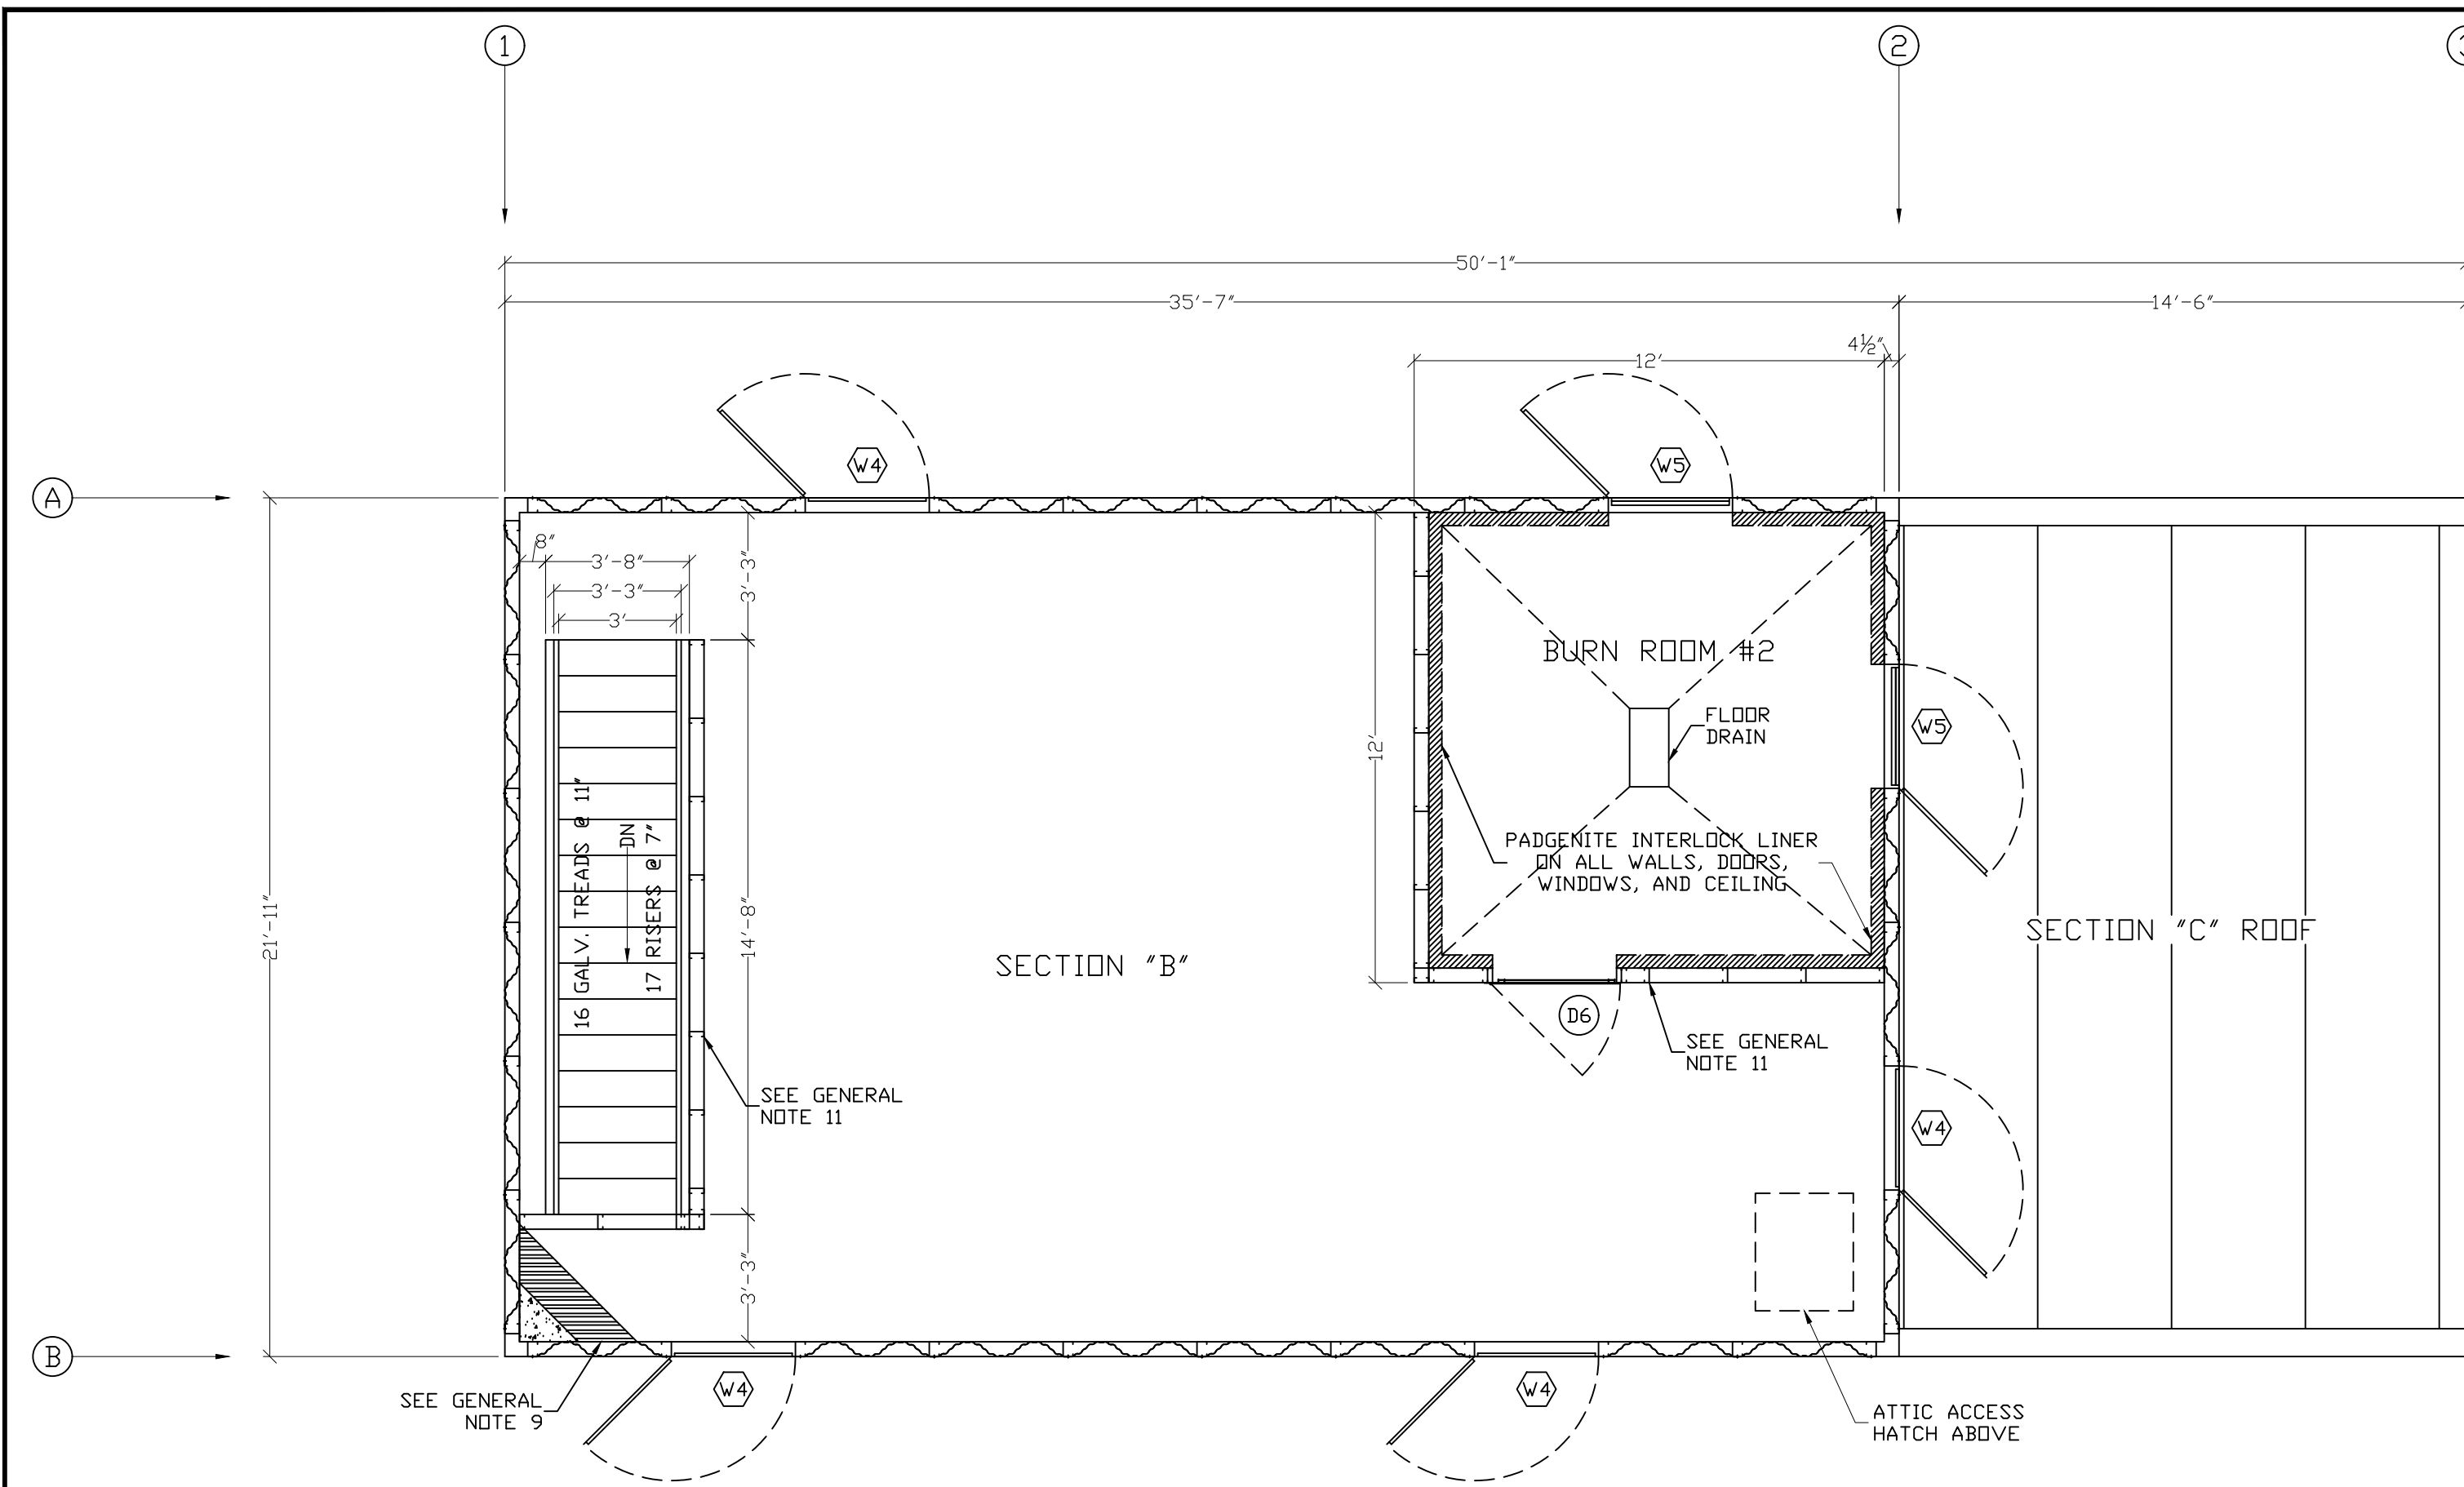 1
2
50'-1"
35'-7"
14'-6"
4½"
12'
W4
W5
A
8"
3'-8"
3'-3"
3'-3"
3'
BURN ROOM #2
FLOOR
DRAIN
W5
12'
16 GALV. TREADS @ 11"
DN
17 RISERS @ 7"
PADGENITE INTERLOCK LINER
ON ALL WALLS, DOORS,
WINDOWS, AND CEILING
21'-11"
14'-8"
SECTION "B"
SECTION "C" ROOF
D6
SEE GENERAL
NOTE 11
SEE GENERAL
NOTE 11
W4
3'-3"
B
W4
W4
SEE GENERAL
NOTE 9
ATTIC ACCESS
HATCH ABOVE